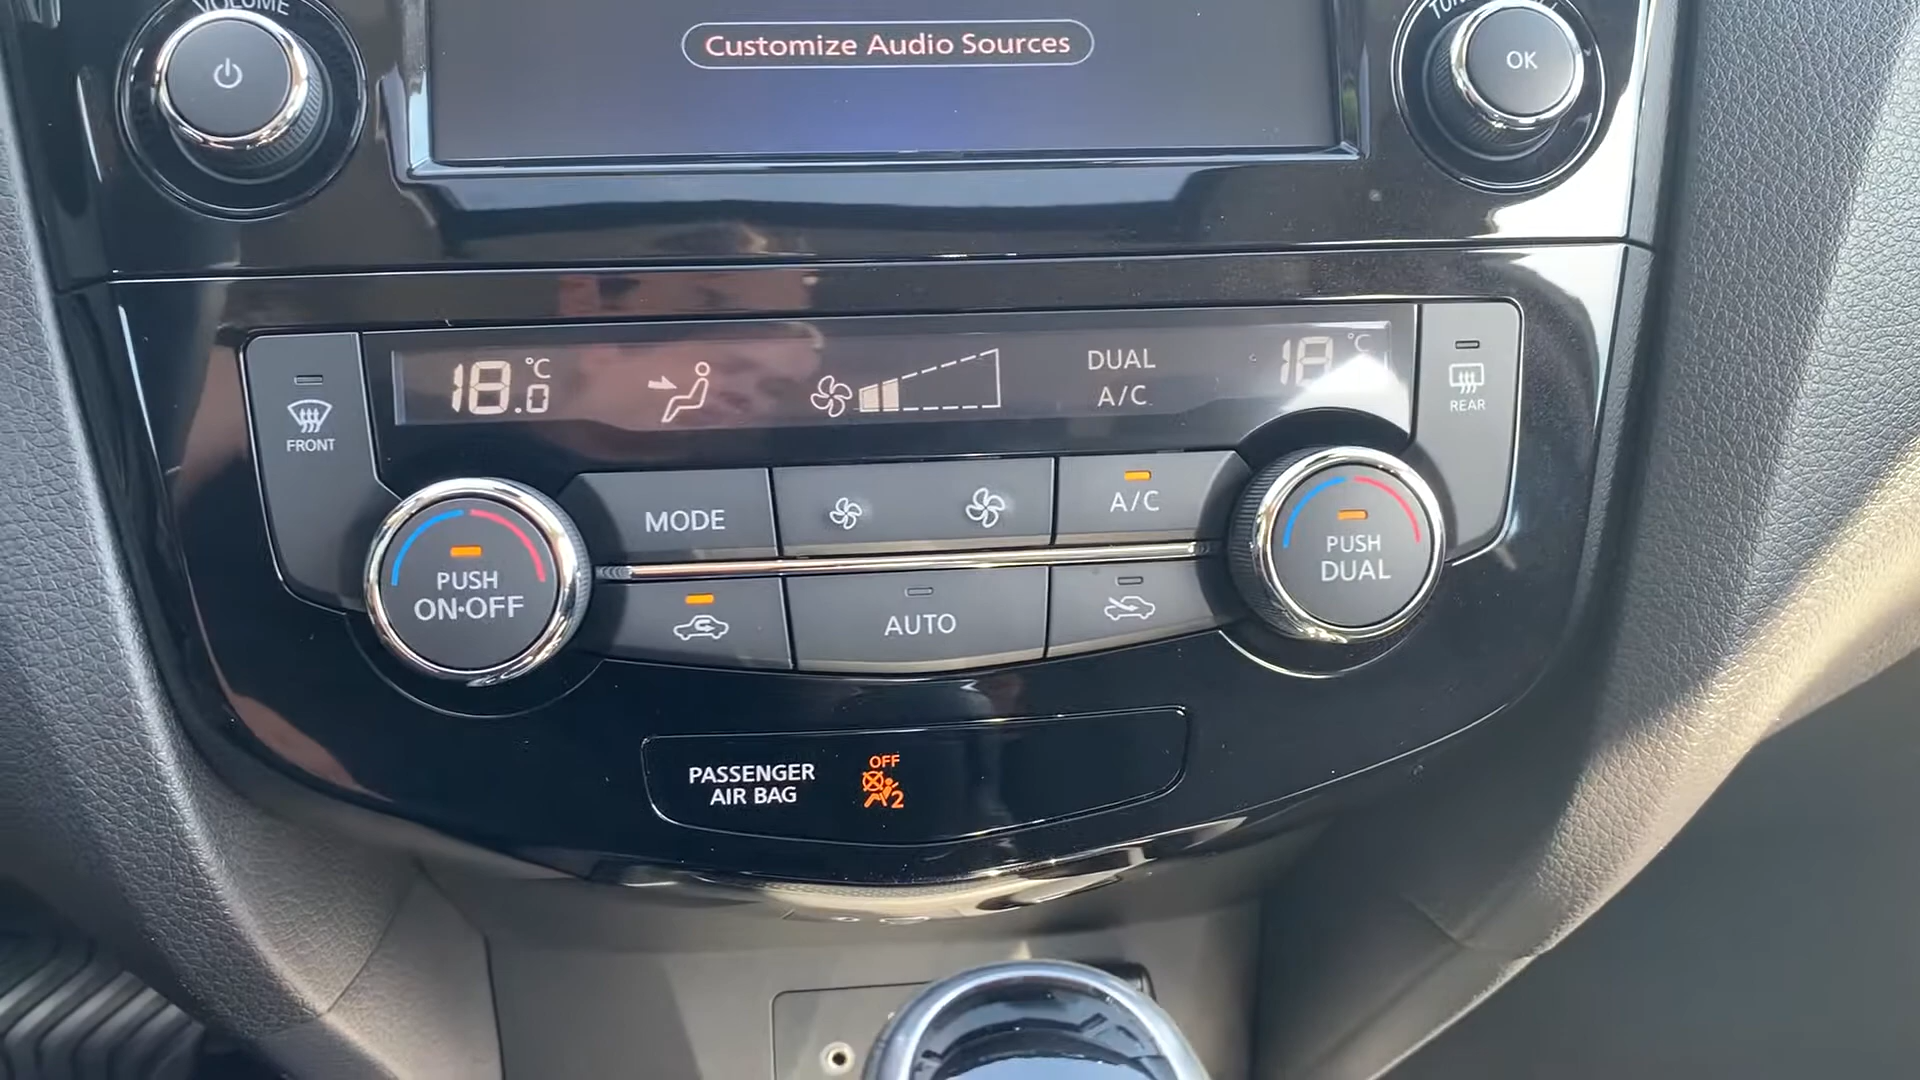 VOLUME
Customize Audio Sources
OK
18.0 °C
DUAL
A/C
18 °C
FRONT
REAR
MODE
A/C
PUSH
ON·OFF
PUSH
DUAL
AUTO
PASSENGER
AIR BAG
OFF
2